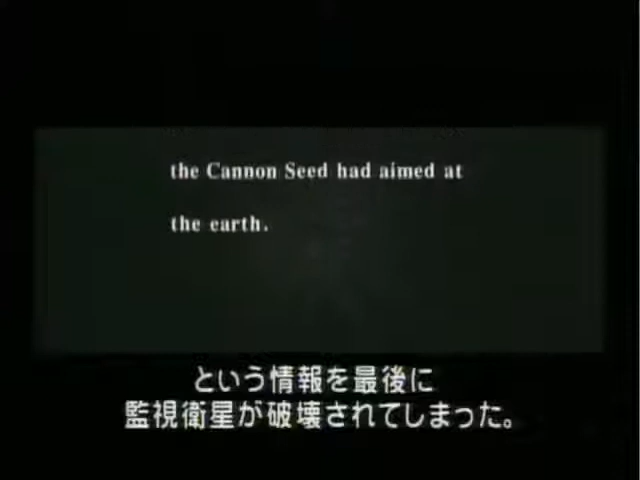 the Cannon Seed had aimed at
the earth.
という情報を最後に
監視衛星が破壊されてしまった。